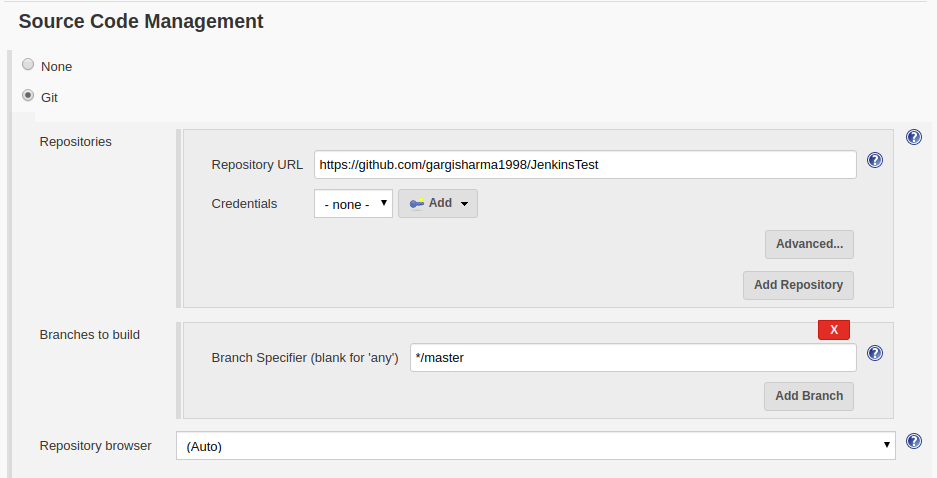 Source Code Management
None
Git
Repositories
Repository URL https://github.com/gargisharma1998/JenkinsTest
Credentials - none - Add
Advanced...
Add Repository
Branches to build
X
Branch Specifier (blank for 'any') */master
Add Branch
Repository browser (Auto)